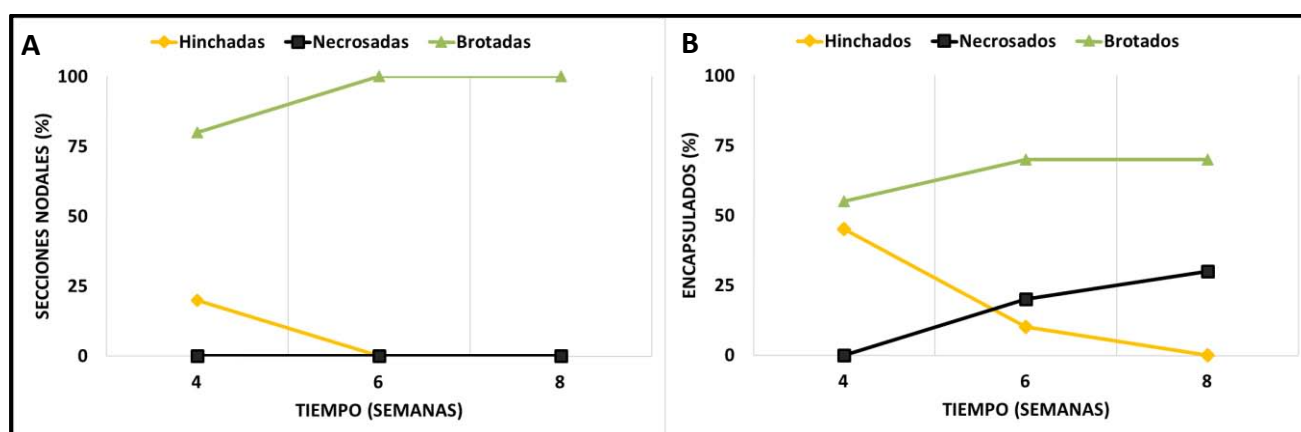 A
Hinchadas Necrosadas Brotadas
SECCIONES NODALES (%)
100
75
50
25
0
4 6 8
TIEMPO (SEMANAS)
B
Hinchados Necrosados Brotados
ENCAPSULADOS (%)
100
75
50
25
0
4 6 8
TIEMPO (SEMANAS)